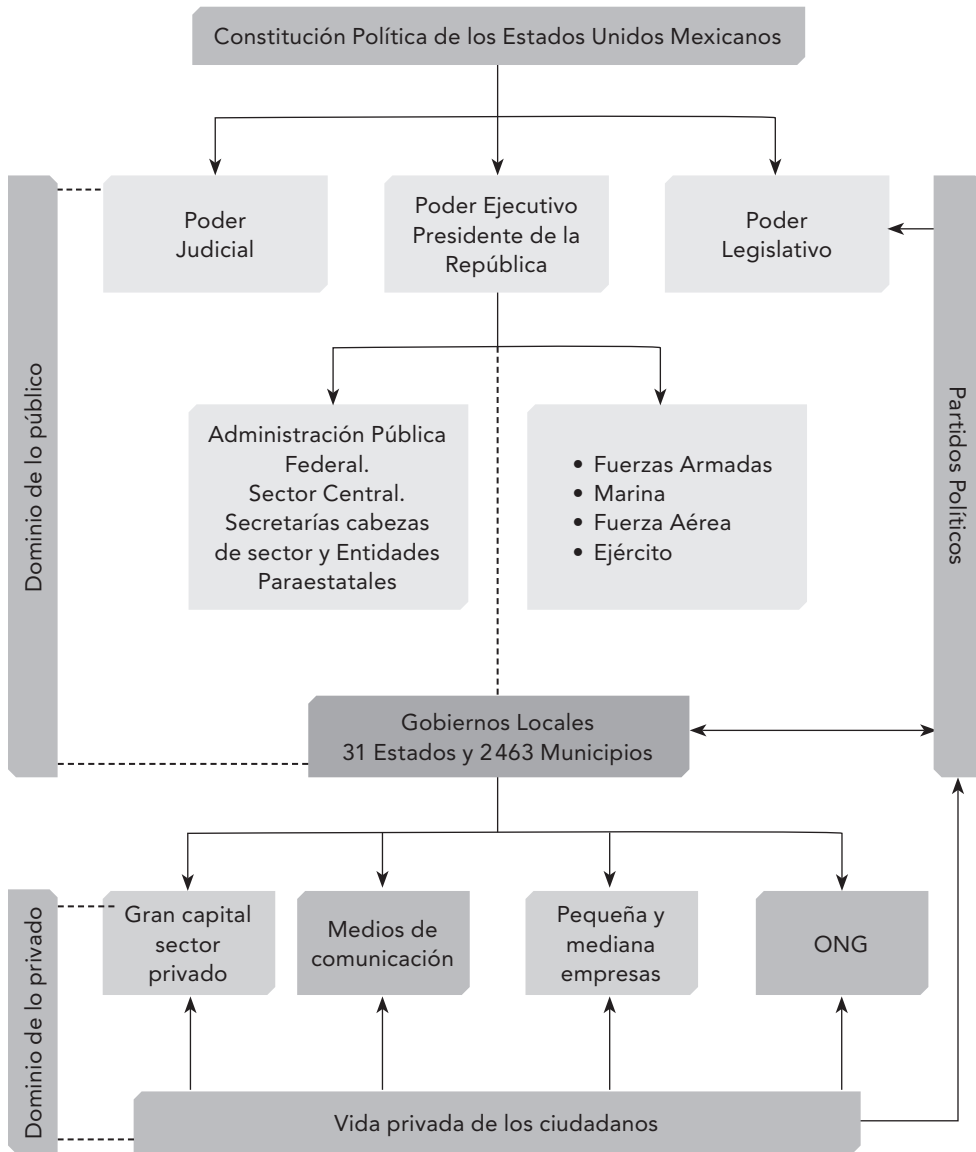 Constitución Política de los Estados Unidos Mexicanos
Dominio de lo público
Poder
Judicial
Poder Ejecutivo
Presidente de la
República
Poder
Legislativo
Partidos Políticos
Administración Pública
Federal.
Sector Central.
Secretarías cabezas
de sector y Entidades
Paraestatales
• Fuerzas Armadas
• Marina
• Fuerza Aérea
• Ejército
Gobiernos Locales
31 Estados y 2463 Municipios
Dominio de lo privado
Gran capital
sector
privado
Medios de
comunicación
Pequeña y
mediana
empresas
ONG
Vida privada de los ciudadanos